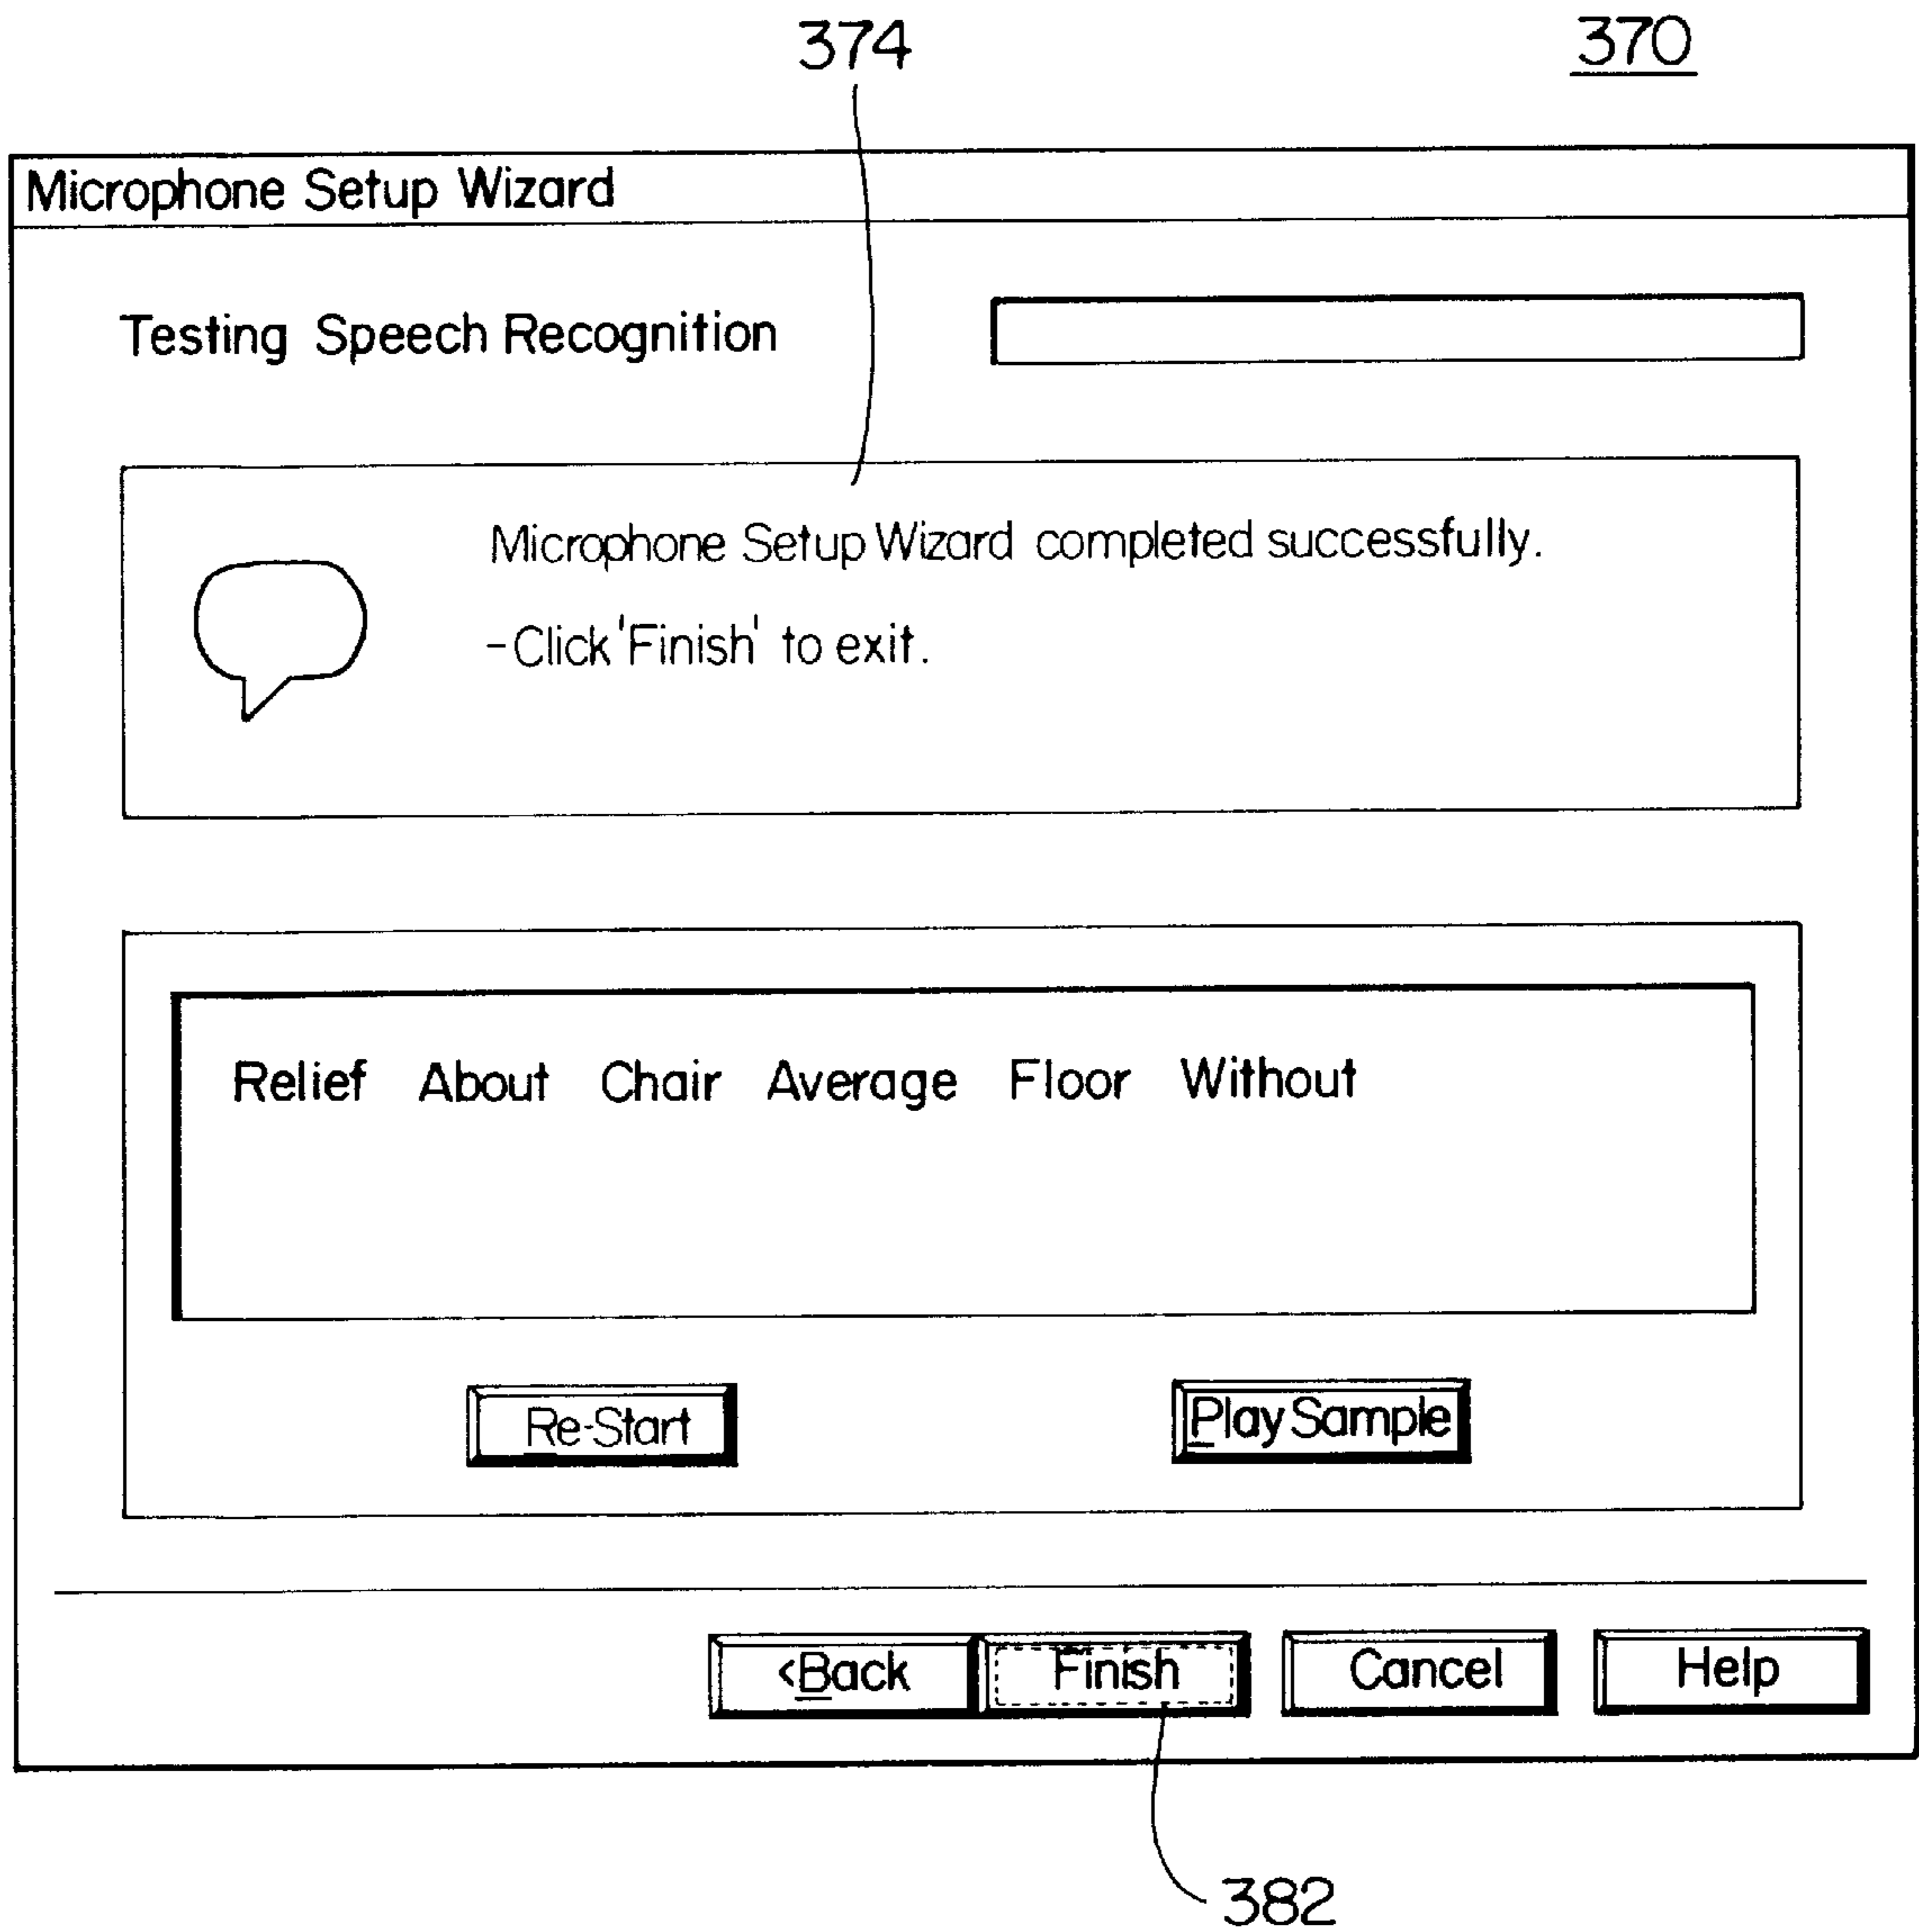 374 370
Microphone Setup Wizard
Testing Speech Recognition
Microphone Setup Wizard completed successfully.
-Click 'Finish' to exit.
Relief About Chair Average Floor Without
Re-Start Play Sample
<Back Finish Cancel Help
382